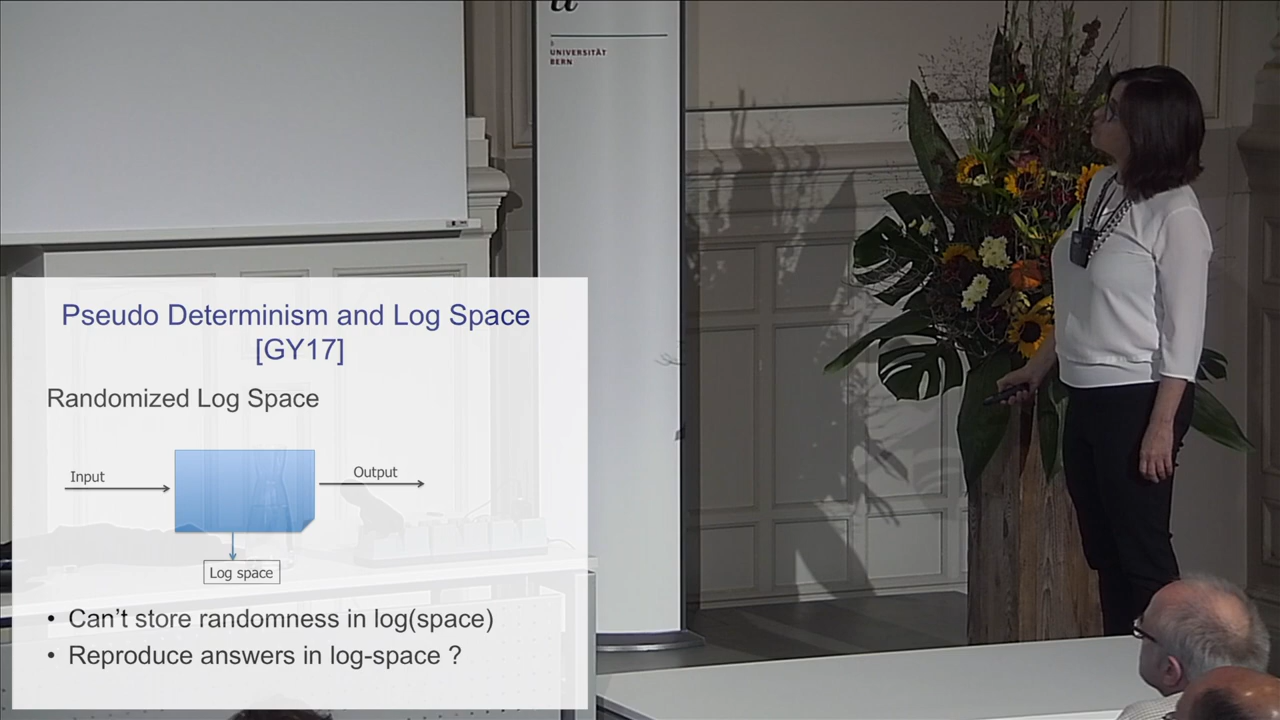 u
b
UNIVERSITÄT
BERN
Pseudo Determinism and Log Space
[GY17]
Randomized Log Space
Input
Output
Log space
• Can't store randomness in log(space)
• Reproduce answers in log-space ?